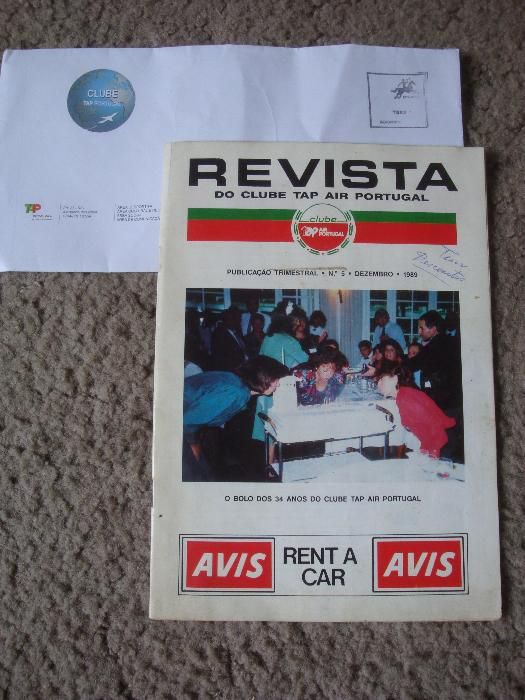 CLUBE
TAP PORTUGAL
TAP
REVISTA
DO CLUBE TAP AIR PORTUGAL
clube
TAP AIR
PORTUGAL
PUBLICAÇÃO TRIMESTRAL • N.º 5 • DEZEMBRO • 1989
O BOLO DOS 34 ANOS DO CLUBE TAP AIR PORTUGAL
AVIS
RENT A
CAR
AVIS